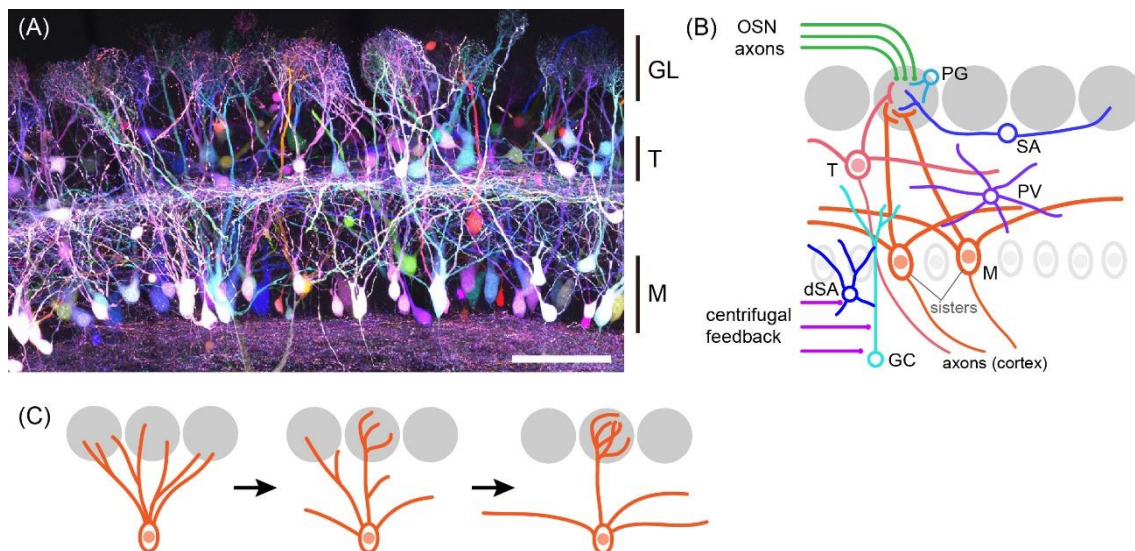 (A)
GL
T
M
(B)
OSN
axons
PG
SA
T
PV
M
dSA
sisters
centrifugal
feedback
GC
axons (cortex)
(C)